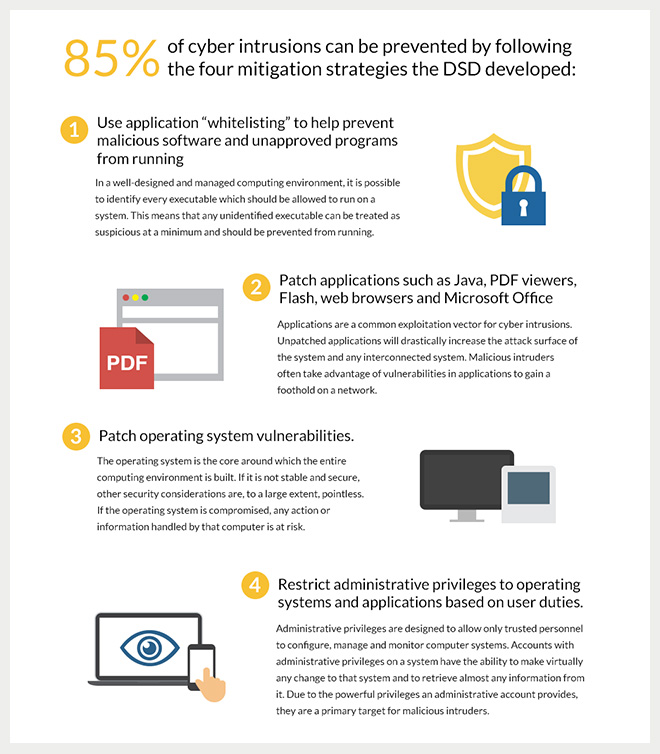 85% of cyber intrusions can be prevented by following
the four mitigation strategies the DSD developed:
1 Use application “whitelisting” to help prevent
malicious software and unapproved programs
from running
In a well-designed and managed computing environment, it is possible
to identify every executable which should be allowed to run on a
system. This means that any unidentified executable can be treated as
suspicious at a minimum and should be prevented from running.
2 Patch applications such as Java, PDF viewers,
Flash, web browsers and Microsoft Office
Applications are a common exploitation vector for cyber intrusions.
Unpatched applications will drastically increase the attack surface of
the system and any interconnected system. Malicious intruders
often take advantage of vulnerabilities in applications to gain a
foothold on a network.
PDF
3 Patch operating system vulnerabilities.
The operating system is the core around which the entire
computing environment is built. If it is not stable and secure,
other security considerations are, to a large extent, pointless.
If the operating system is compromised, any action or
information handled by that computer is at risk.
4 Restrict administrative privileges to operating
systems and applications based on user duties.
Administrative privileges are designed to allow only trusted personnel
to configure, manage and monitor computer systems. Accounts with
administrative privileges on a system have the ability to make virtually
any change to that system and to retrieve almost any information from
it. Due to the powerful privileges an administrative account provides,
they are a primary target for malicious intruders.